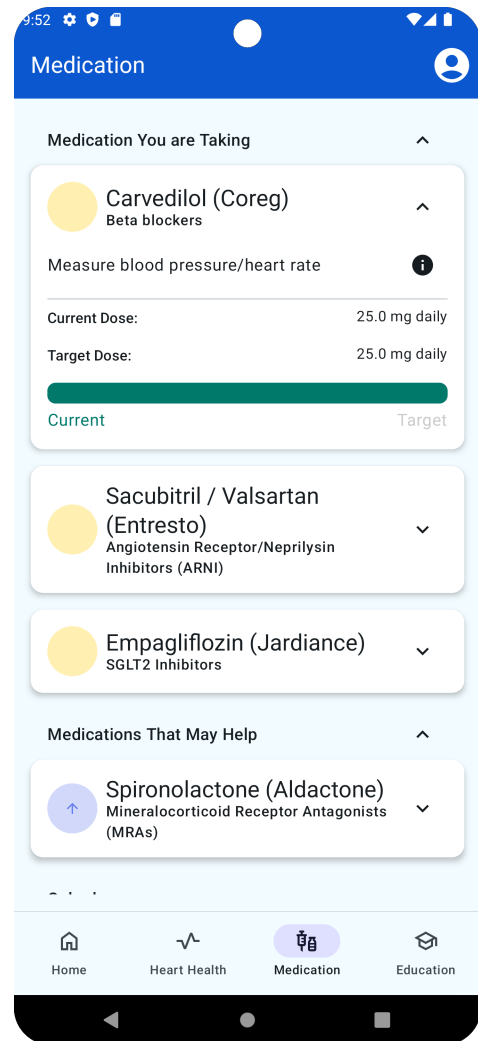 9:52
Medication
Medication You are Taking
Carvedilol (Coreg)
Beta blockers
Measure blood pressure/heart rate
Current Dose: 25.0 mg daily
Target Dose: 25.0 mg daily
Current Target
Sacubitril / Valsartan
(Entresto)
Angiotensin Receptor/Neprilysin
Inhibitors (ARNI)
Empagliflozin (Jardiance)
SGLT2 Inhibitors
Medications That May Help
Spironolactone (Aldactone)
Mineralocorticoid Receptor Antagonists
(MRAs)
Home Heart Health Medication Education